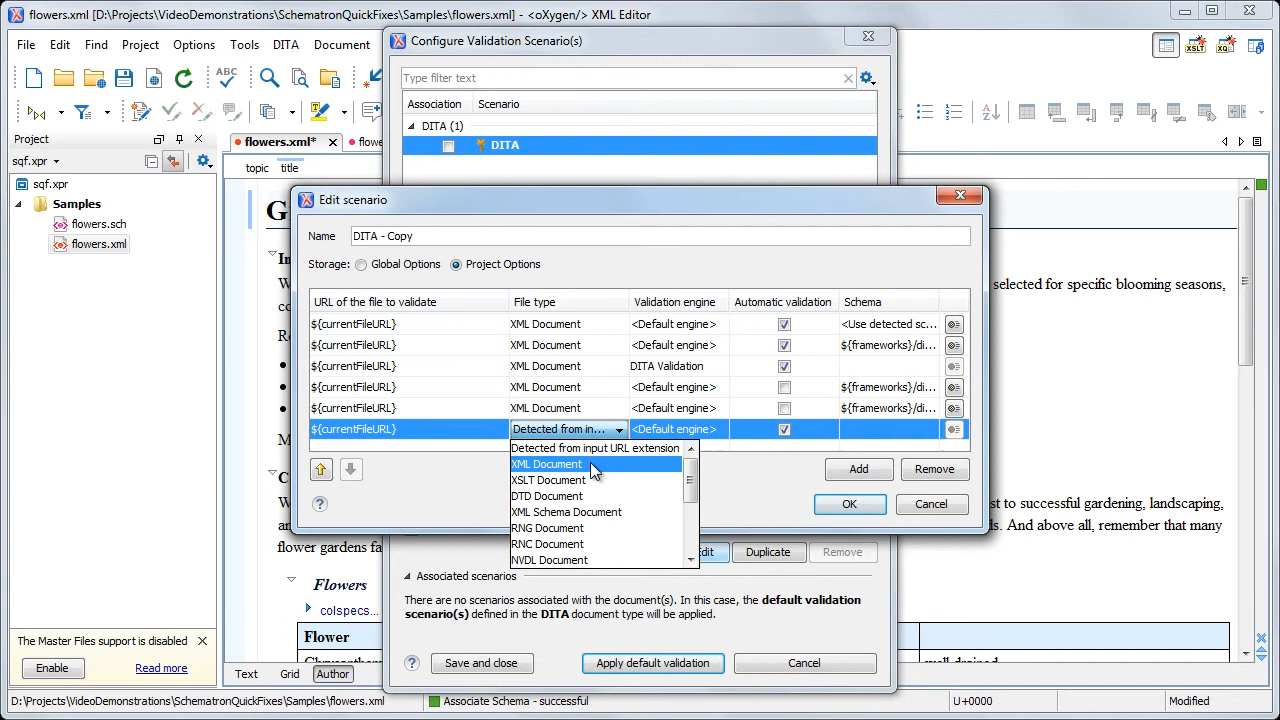 flowers.xml [D:\Projects\VideoDemonstrations\SchematronQuickFixes\Samples\flowers.xml] - <oXygen/> XML Editor
File Edit Find Project Options Tools DITA Document
Configure Validation Scenario(s)
Type filter text
Association Scenario
DITA (1)
DITA
Project
sqf.xpr
sqf.xpr
Samples
flowers.sch
flowers.xml
flowers.xml*
flowe
topic title
Edit scenario
Name DITA - Copy
Storage: Global Options Project Options
URL of the file to validate File type Validation engine Automatic validation Schema
${currentFileURL} XML Document <Default engine> <Use detected sc...
${currentFileURL} XML Document <Default engine> ${frameworks}/di...
${currentFileURL} XML Document DITA Validation
${currentFileURL} XML Document <Default engine> ${frameworks}/di...
${currentFileURL} XML Document <Default engine> ${frameworks}/di...
${currentFileURL} Detected from in... <Default engine>
Detected from input URL extension
XML Document
XSLT Document
DTD Document
XML Schema Document
RNG Document
RNC Document
NVDL Document
Add Remove
OK Cancel
G
In
W
co
Re
M
C
selected for specific blooming seasons,
st to successful gardening, landscaping,
ds. And above all, remember that many
flower gardens fa
Flowers
colspecs...
Flower
well-drained
dit Duplicate Remove
Associated scenarios
There are no scenarios associated with the document(s). In this case, the default validation
scenario(s) defined in the DITA document type will be applied.
Save and close Apply default validation Cancel
The Master Files support is disabled
Enable Read more
Text Grid Author
D:\Projects\VideoDemonstrations\SchematronQuickFixes\Samples\flowers.xml Associate Schema - successful U+0000 Modified